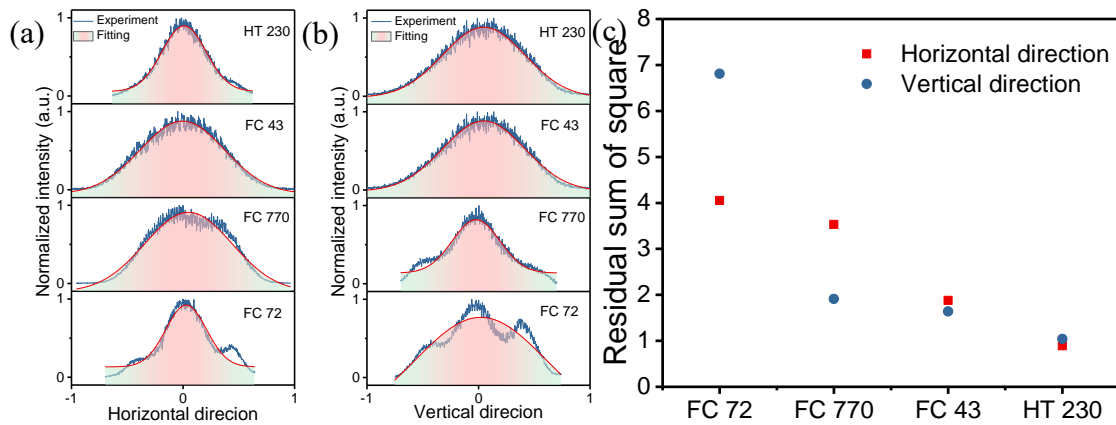 (a)
Experiment
Fitting
HT 230
1
0
FC 43
1
0
FC 770
1
0
FC 72
1
0
-1 0 1
Horizontal direcion
Normalized intensity (a.u.)
(b)
Experiment
Fitting
HT 230
1
0
FC 43
1
0
FC 770
1
0
FC 72
1
0
-1 0 1
Vertical direcion
Normalized intensity (a.u.)
(c)
Horizontal direction
Vertical direction
8
7
6
5
4
3
2
1
0
FC 72 FC 770 FC 43 HT 230
Residual sum of square